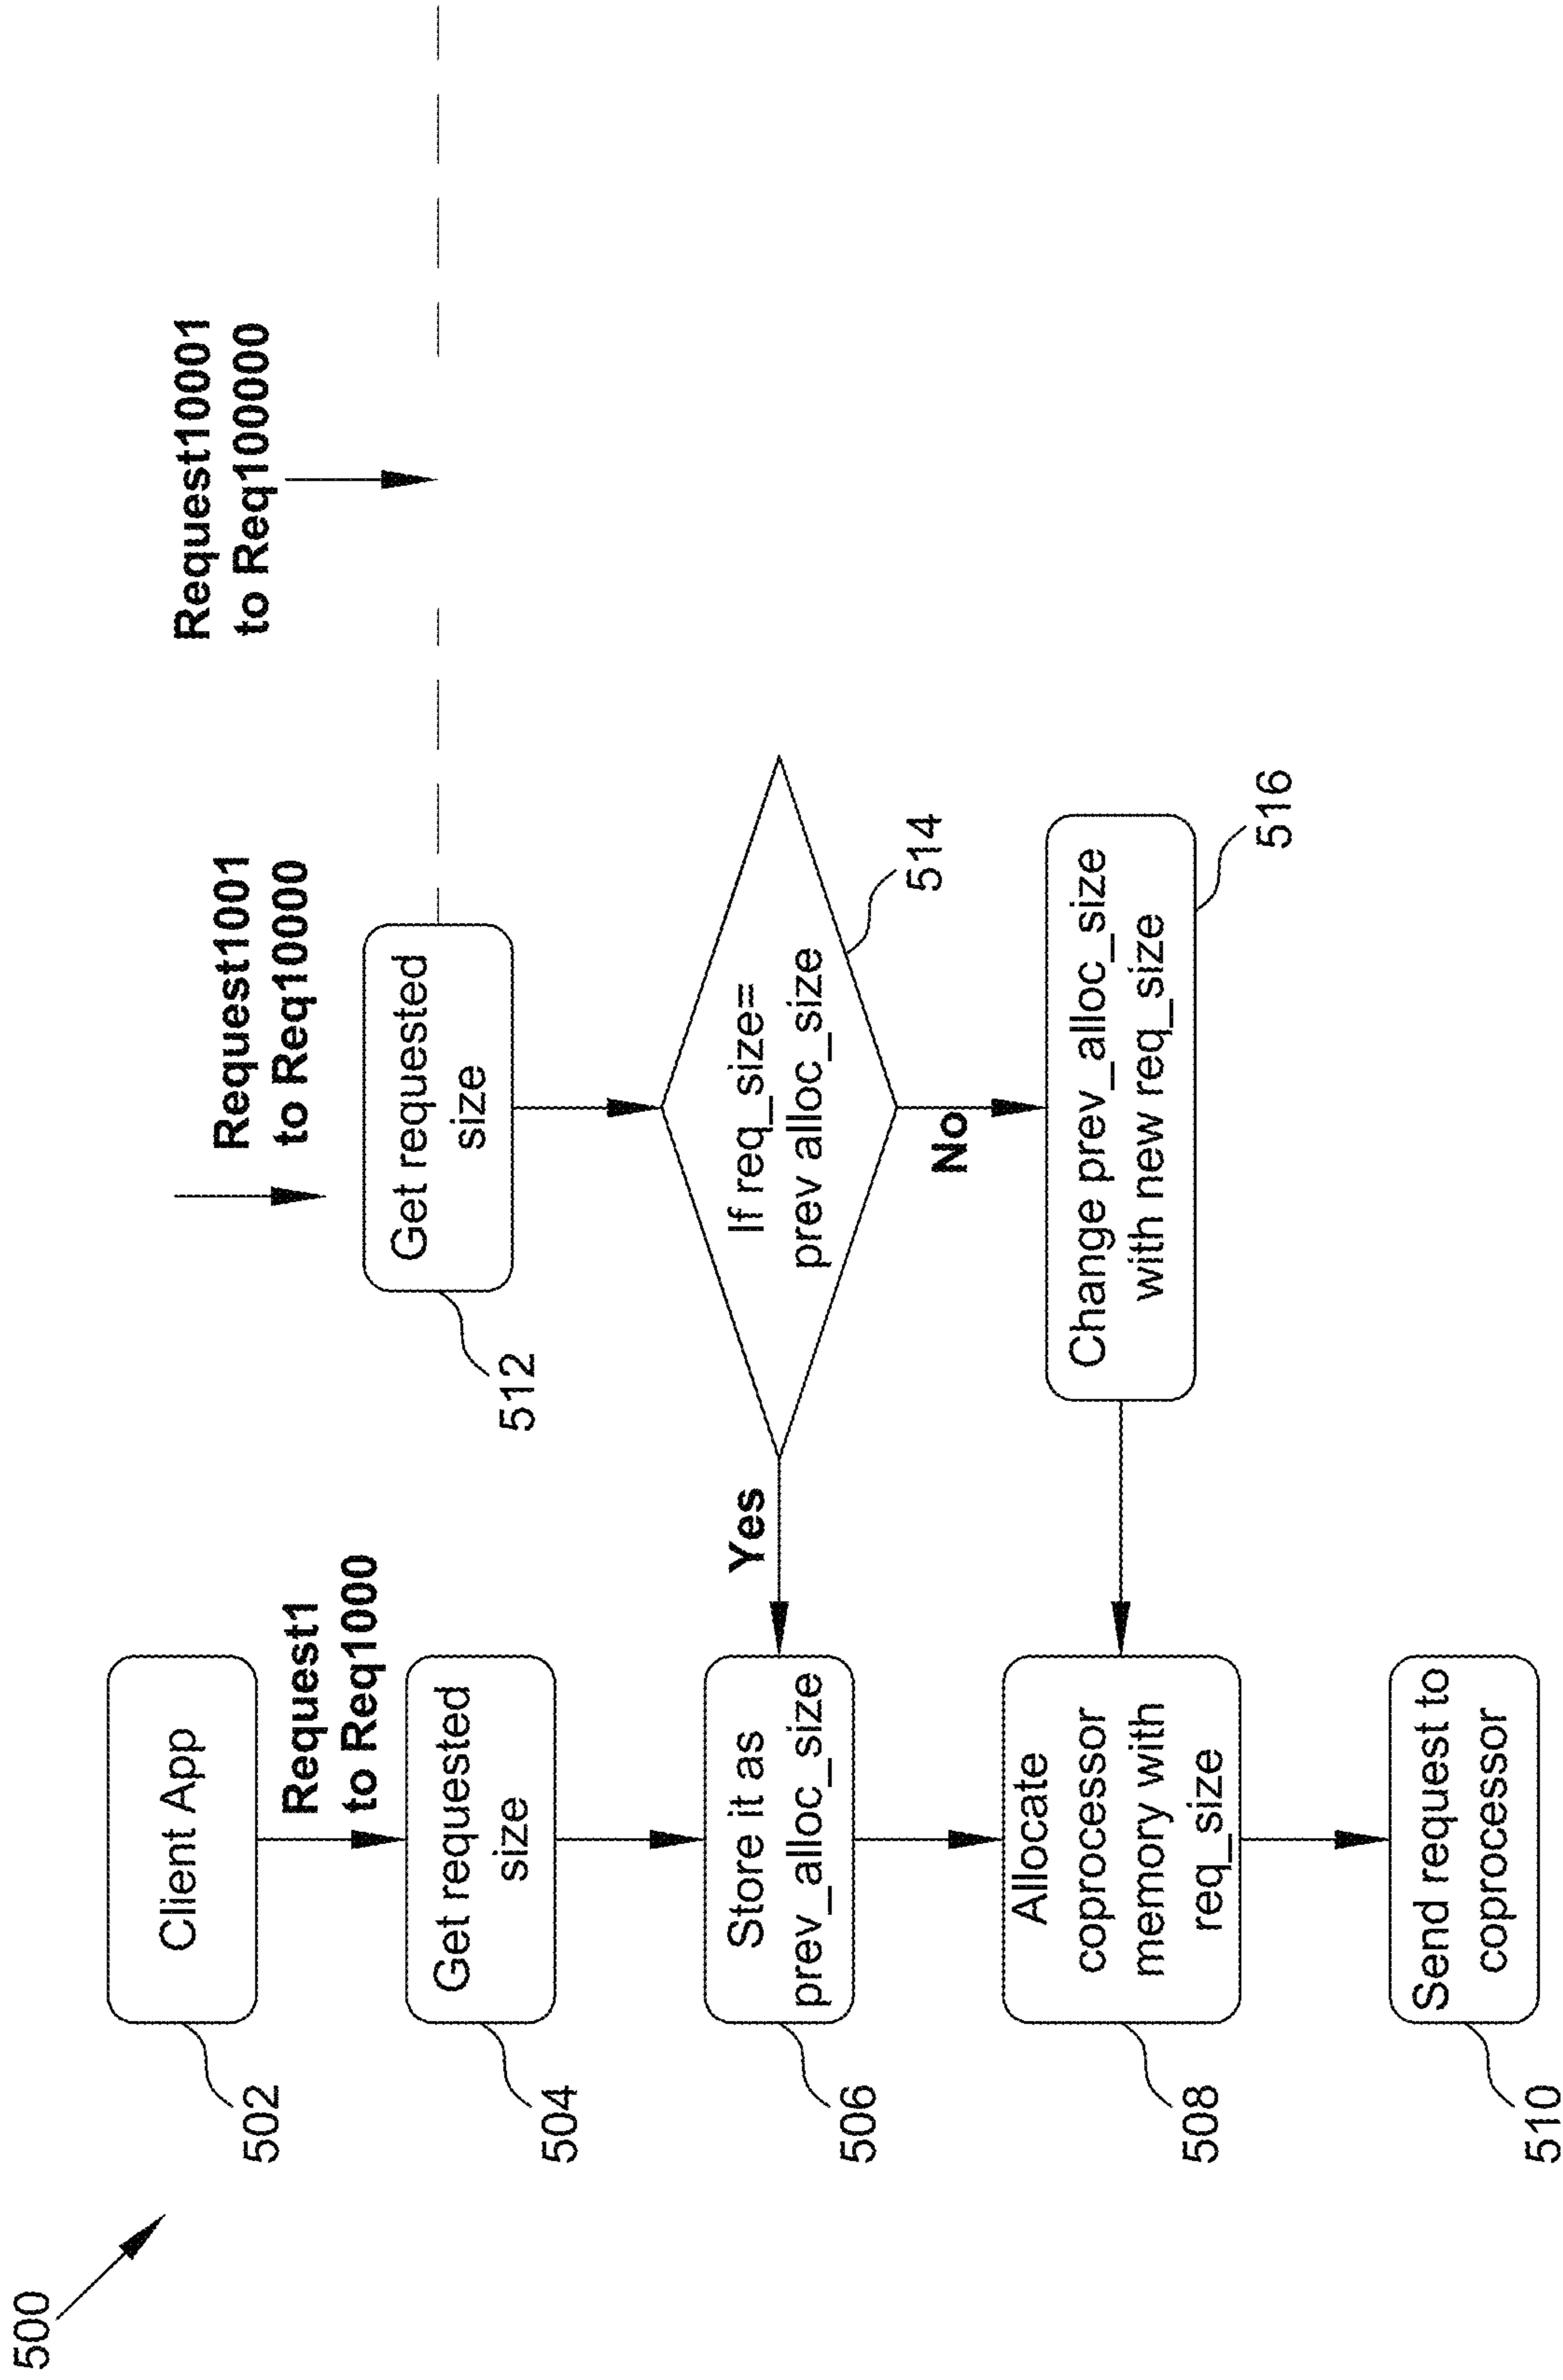 500
Client App
502
Request1
to Req1000
Get requested
size
504
Store it as
prev_alloc_size
506
Allocate
coprocessor
memory with
req_size
508
Send request to
coprocessor
510
Request1001
to Req10000
Get requested
size
512
If req_size=
prev alloc_size
514
Yes
No
Change prev_alloc_size
with new req_size
516
Request10001
to Req100000